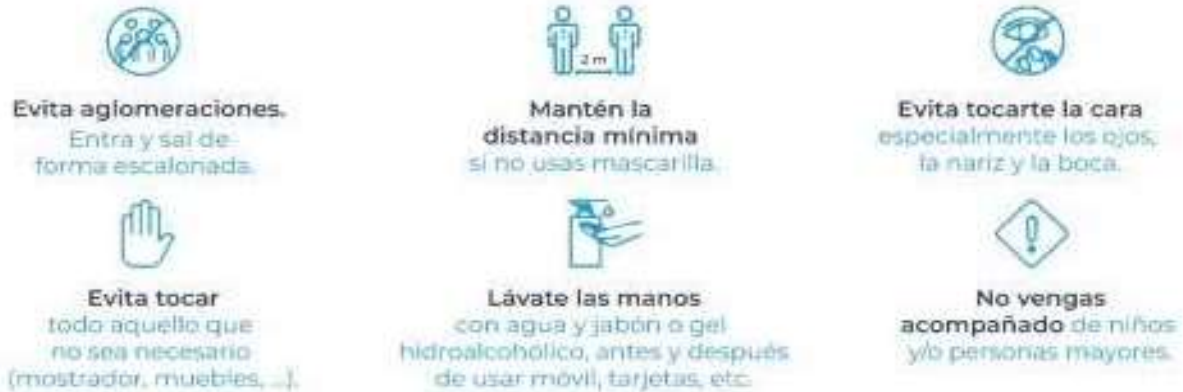 Evita aglomeraciones.
Entra y sal de
forma escalonada.
2 m
Mantén la
distancia mínima
si no usas mascarilla.
Evita tocarte la cara
especialmente los ojos,
la nariz y la boca.
Evita tocar
todo aquello que
no sea necesario
(mostrador, muebles, ...).
Lávate las manos
con agua y jabón o gel
hidroalcohólico, antes y después
de usar móvil, tarjetas, etc.
No vengas
acompañado de niños
y/o personas mayores.